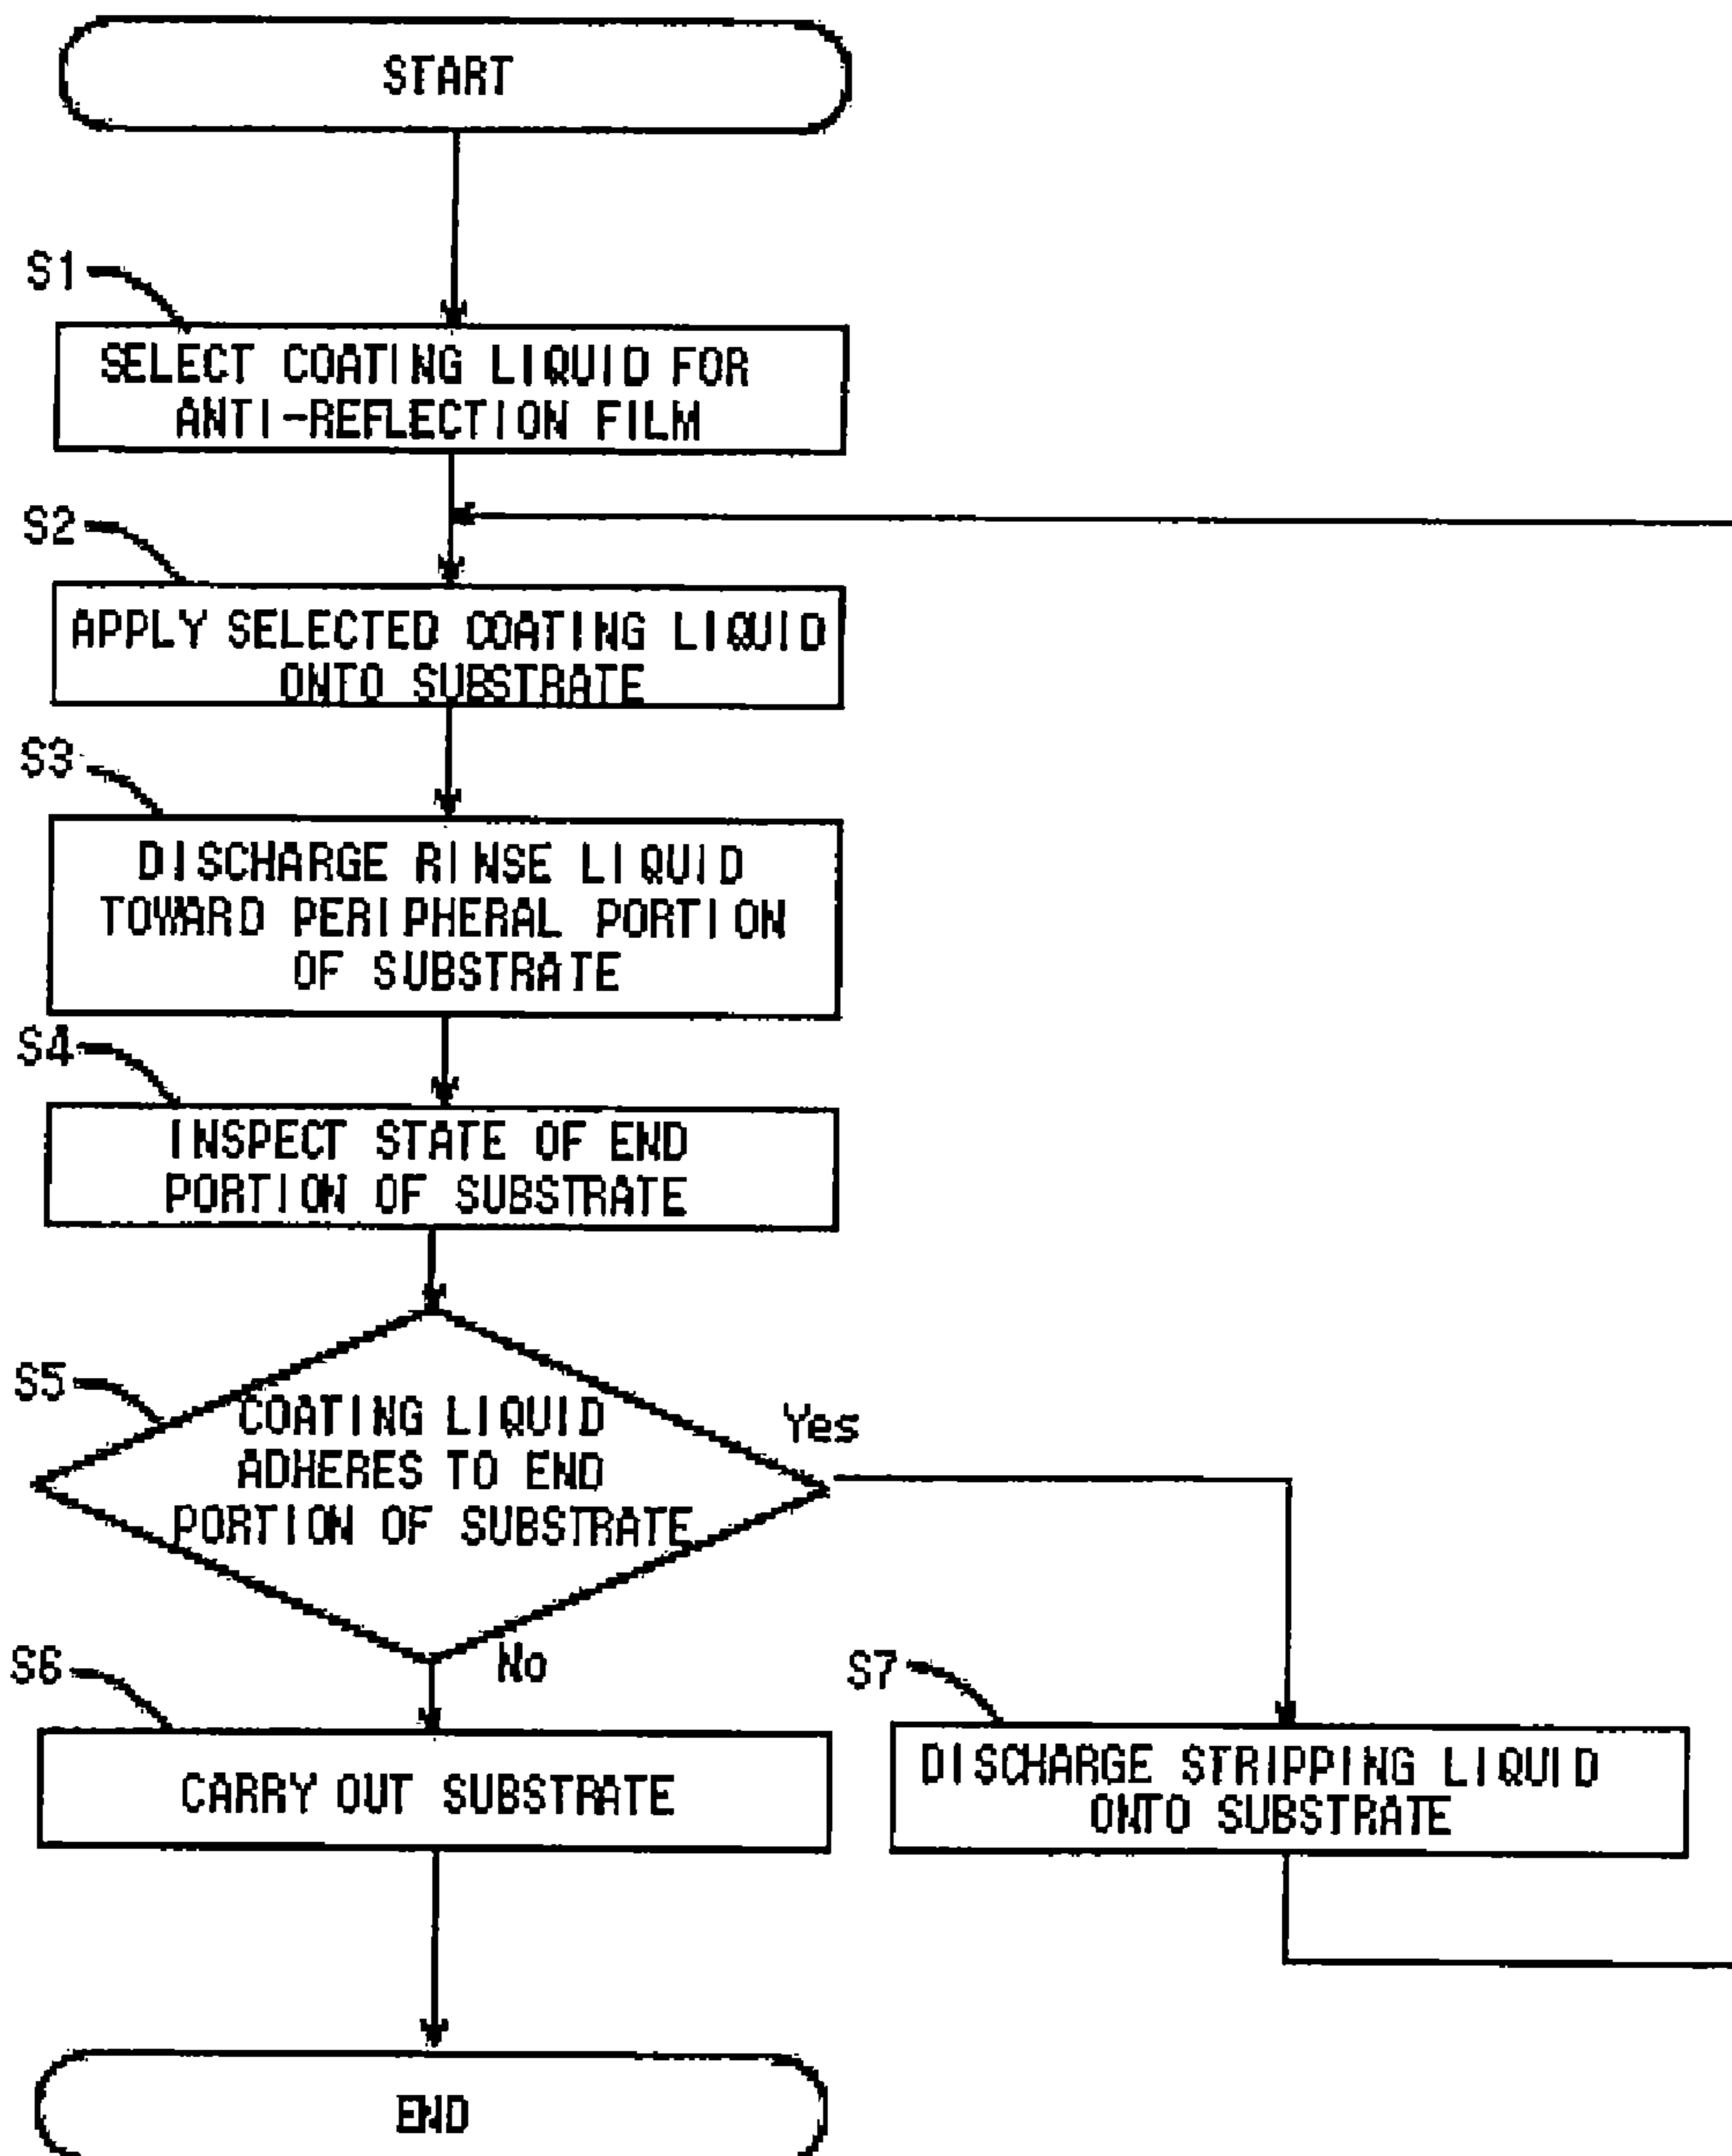 START
S1
SELECT COATING LIQUID FOR
ANTI-REFLECTION FILM
S2
APPLY SELECTED COATING LIQUID
ONTO SUBSTRATE
S3
DISCHARGE RINSE LIQUID
TOWARD PERIPHERAL PORTION
OF SUBSTRATE
S4
INSPECT STATE OF END
PORTION OF SUBSTRATE
S5
COATING LIQUID
ADHERES TO END
PORTION OF SUBSTRATE
Yes
No
S6
CARRY OUT SUBSTRATE
S7
DISCHARGE STRIPPING LIQUID
ONTO SUBSTRATE
END